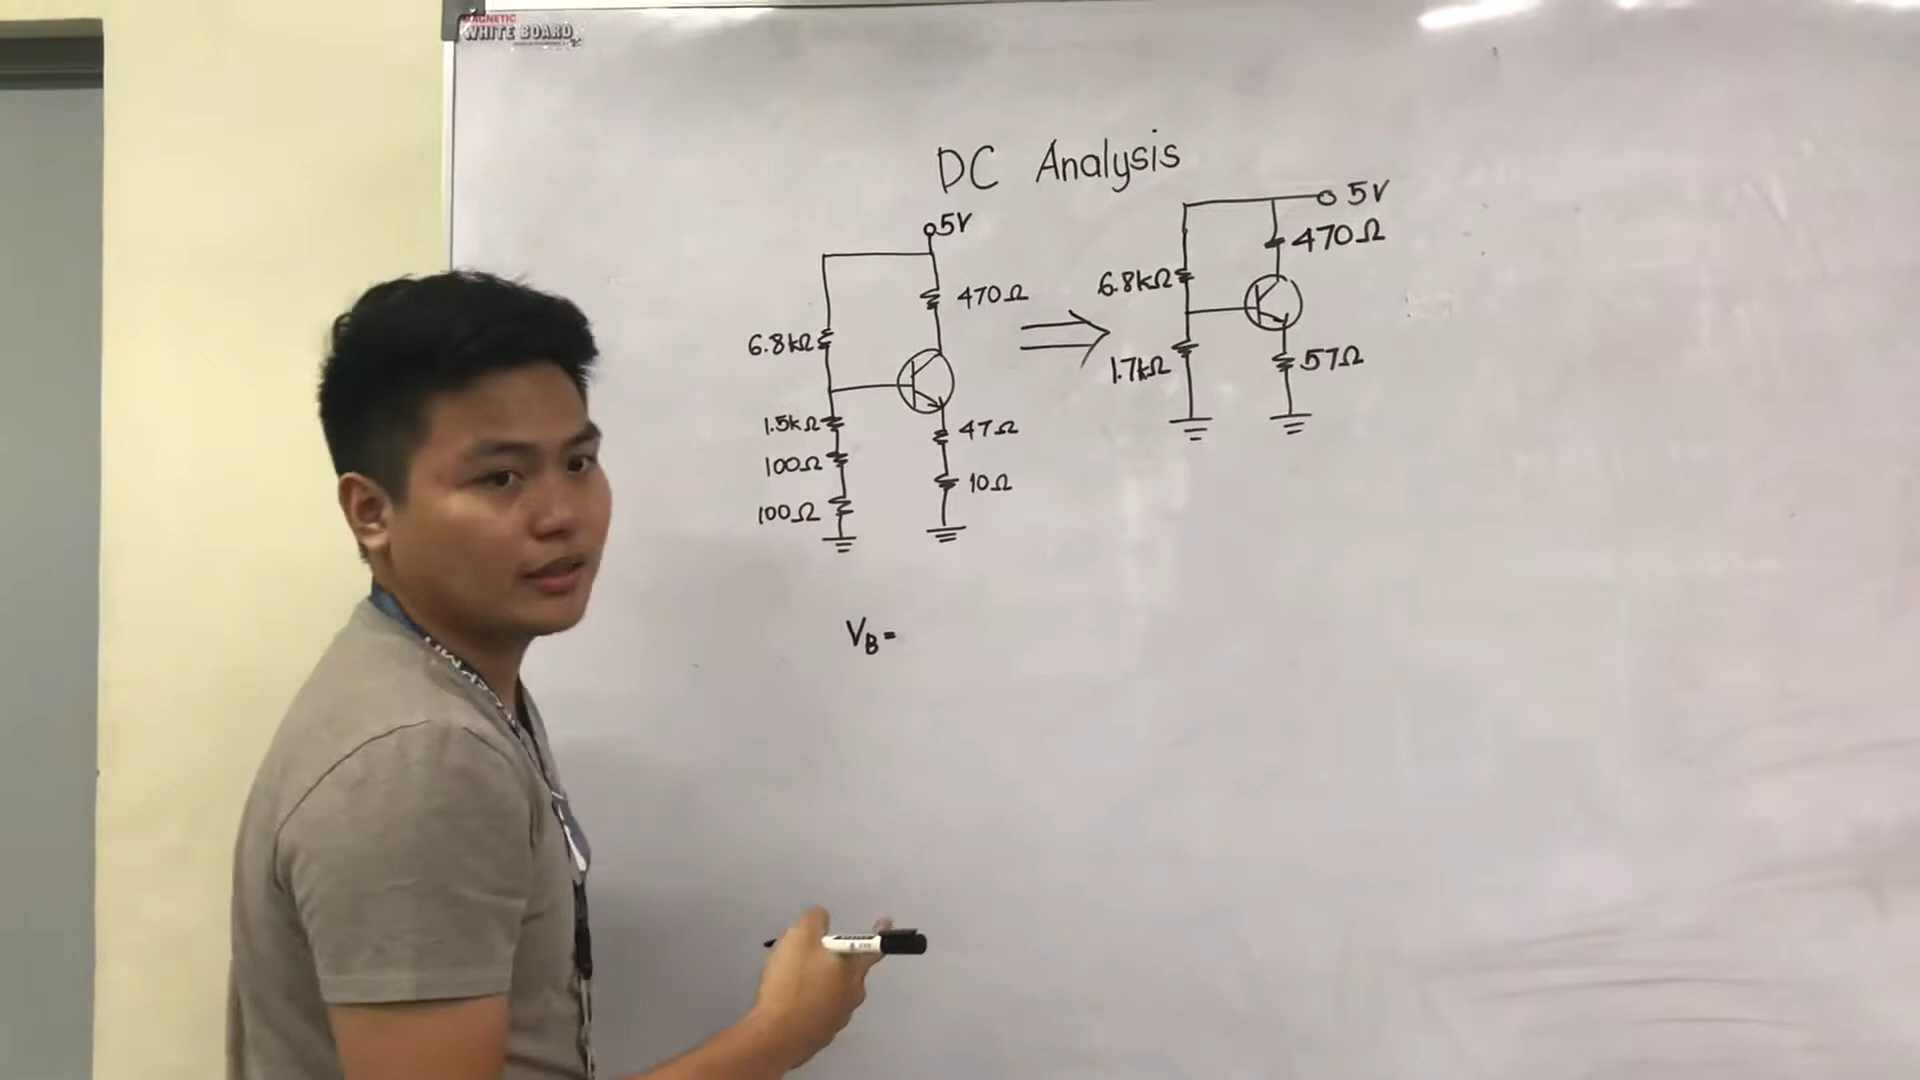 MAGNETIC
WHITE BOARD
DC Analysis
5V
470Ω
6.8kΩ
1.5kΩ
47Ω
100Ω
10Ω
100Ω
5V
470Ω
6.8kΩ
1.7kΩ
57Ω
VB=